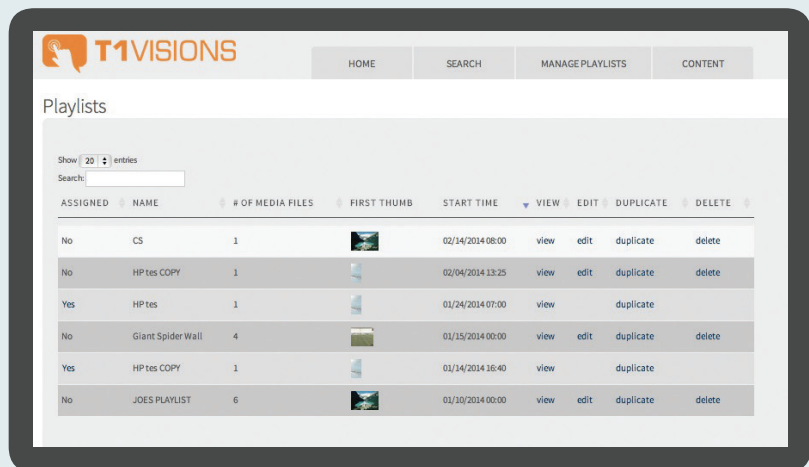 T1VISIONS
HOME SEARCH MANAGE PLAYLISTS CONTENT
Playlists
Show 20 entries
Search:
ASSIGNED NAME # OF MEDIA FILES FIRST THUMB START TIME VIEW EDIT DUPLICATE DELETE
No CS 1 02/14/2014 08:00 view edit duplicate delete
No HP tes COPY 1 02/04/2014 13:25 view edit duplicate delete
Yes HP tes 1 01/24/2014 07:00 view duplicate
No Giant Spider Wall 4 01/15/2014 00:00 view edit duplicate delete
Yes HP tes COPY 1 01/14/2014 16:40 view duplicate
No JOES PLAYLIST 6 01/10/2014 00:00 view edit duplicate delete